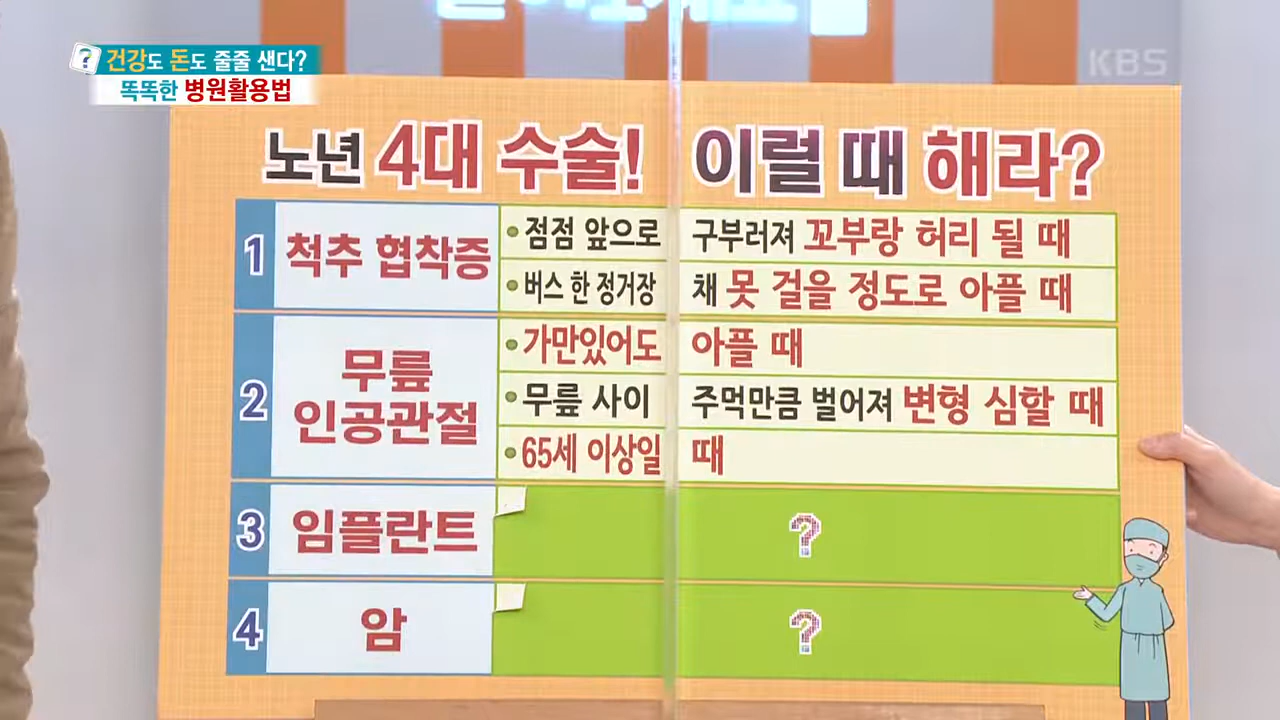 건강도 돈도 줄줄 샌다?
똑똑한 병원활용법
KBS
노년 4대 수술! 이럴 때 해라?
1 척추 협착증
점점 앞으로 구부러져 꼬부랑 허리 될 때
버스 한 정거장 채 못 걸을 정도로 아플 때
2 무릎
인공관절
가만있어도 아플 때
무릎 사이 주먹만큼 벌어져 변형 심할 때
65세 이상일 때
3 임플란트 ?
4 암 ?